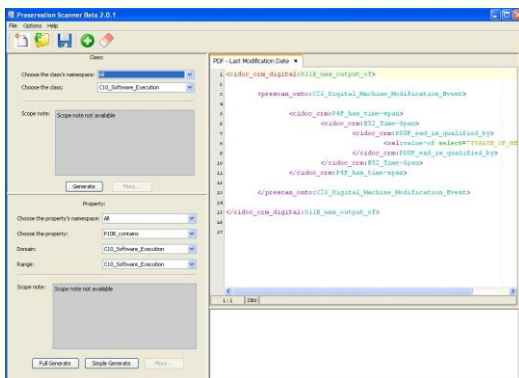 Preservation Scanner Beta 2.0.1
File Options Help
Class:
Choose the class's namespace: All
Choose the class: C10_Software_Execution
Scope note: Scope note not available
Generate More...
Property:
Choose the property's namespace: All
Choose the property: P10B_contains
Domain: C10_Software_Execution
Range: C10_Software_Execution
Scope note: Scope note not available
Full Generate Simple Generate More...
PDF - Last Modification Date
1 <cidoc_crm_digital:S11B_was_output_of>
2
3 <prescan_onto:C26_Digital_Machine_Modification_Event>
4
5 <cidoc_crm:P4F_has_time-span>
6 <cidoc_crm:E52_Time-Span>
7 <cidoc_crm:P80F_end_is_qualified_by>
8 <xsl:value-of select="
9 </cidoc_crm:P80F_end_is_qualified_by>
10 </cidoc_crm:E52_Time-Span>
11 </cidoc_crm:P4F_has_time-span>
12
13 </prescan_onto:C26_Digital_Machine_Modification_Event>
14
15 </cidoc_crm_digital:S11B_was_output_of>
16
17
1:1 INS